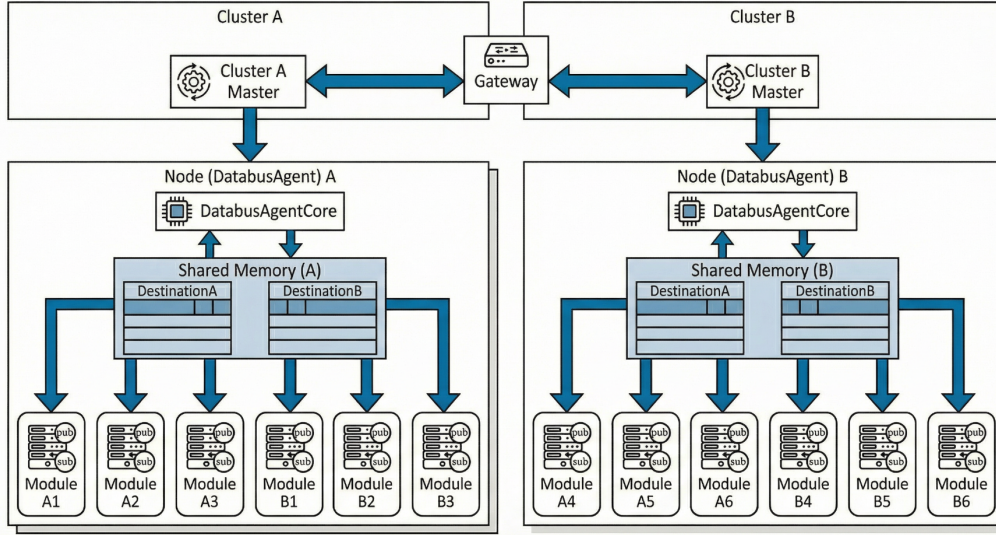 Cluster A
Cluster B
Cluster A
Master
Gateway
Cluster B
Master
Node (DatabusAgent) A
DatabusAgentCore
Shared Memory (A)
DestinationA
DestinationB
pub
sub
Module
A1
pub
sub
Module
A2
pub
sub
Module
A3
pub
sub
Module
B1
pub
sub
Module
B2
pub
sub
Module
B3
Node (DatabusAgent) B
DatabusAgentCore
Shared Memory (B)
DestinationA
DestinationB
pub
sub
Module
A4
pub
sub
Module
A5
pub
sub
Module
A6
pub
sub
Module
B4
pub
sub
Module
B5
pub
sub
Module
B6